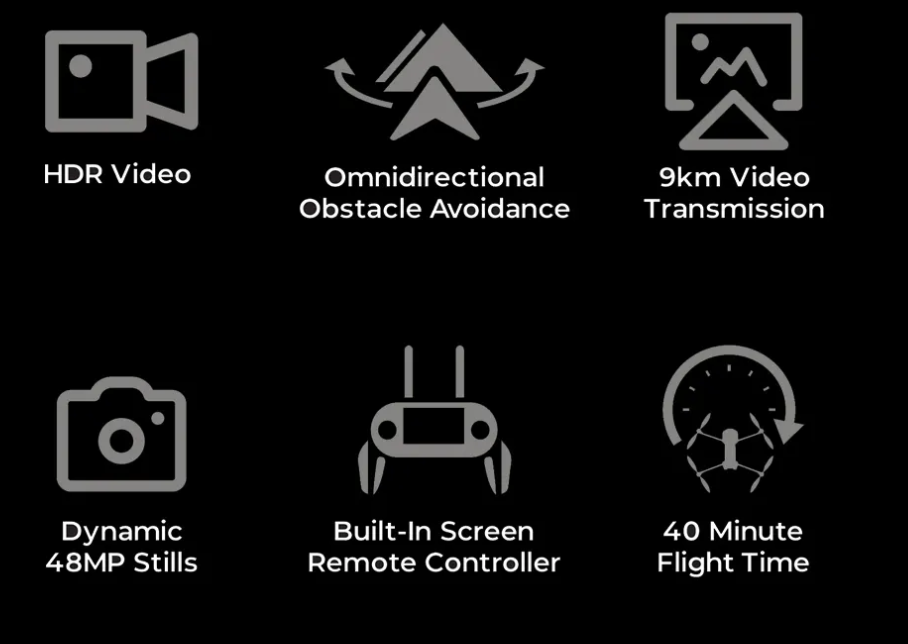 HDR Video
Omnidirectional
Obstacle Avoidance
9km Video
Transmission
Dynamic
48MP Stills
Built-In Screen
Remote Controller
40 Minute
Flight Time